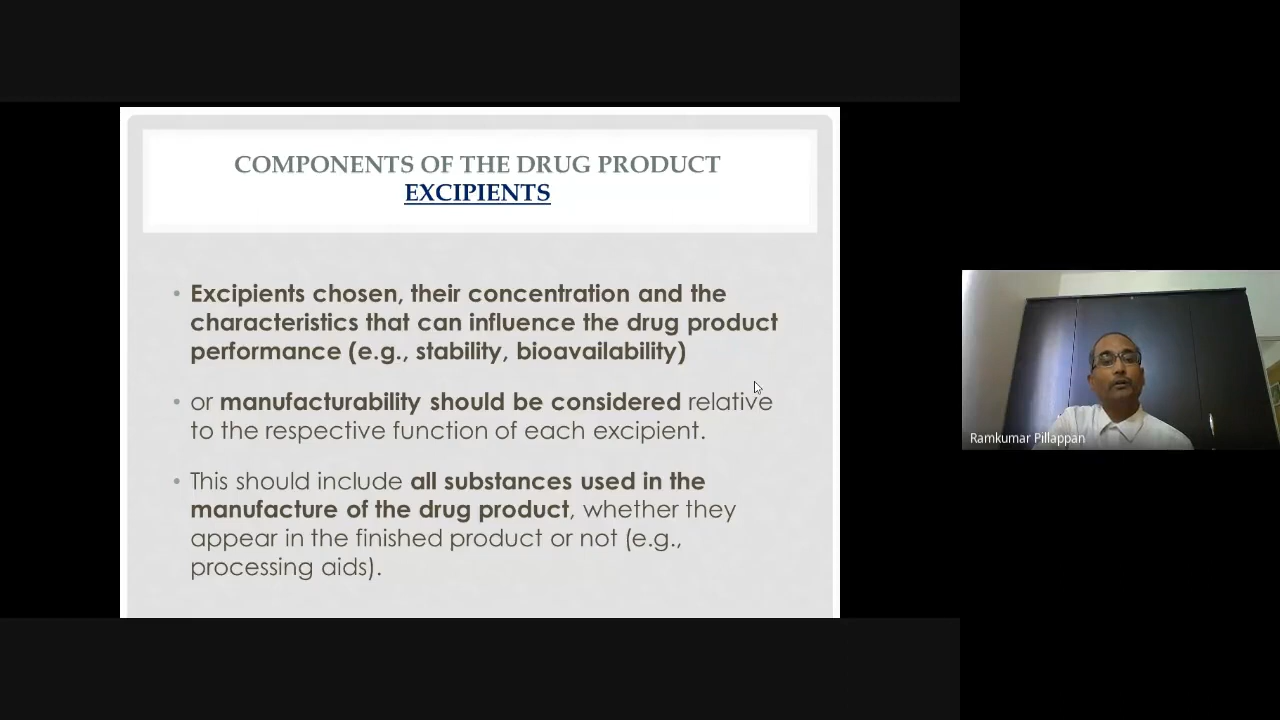 COMPONENTS OF THE DRUG PRODUCT
EXCIPIENTS
• Excipients chosen, their concentration and the
characteristics that can influence the drug product
performance (e.g., stability, bioavailability)
• or manufacturability should be considered relative
to the respective function of each excipient.
• This should include all substances used in the
manufacture of the drug product, whether they
appear in the finished product or not (e.g.,
processing aids).
Ramkumar Pillappan